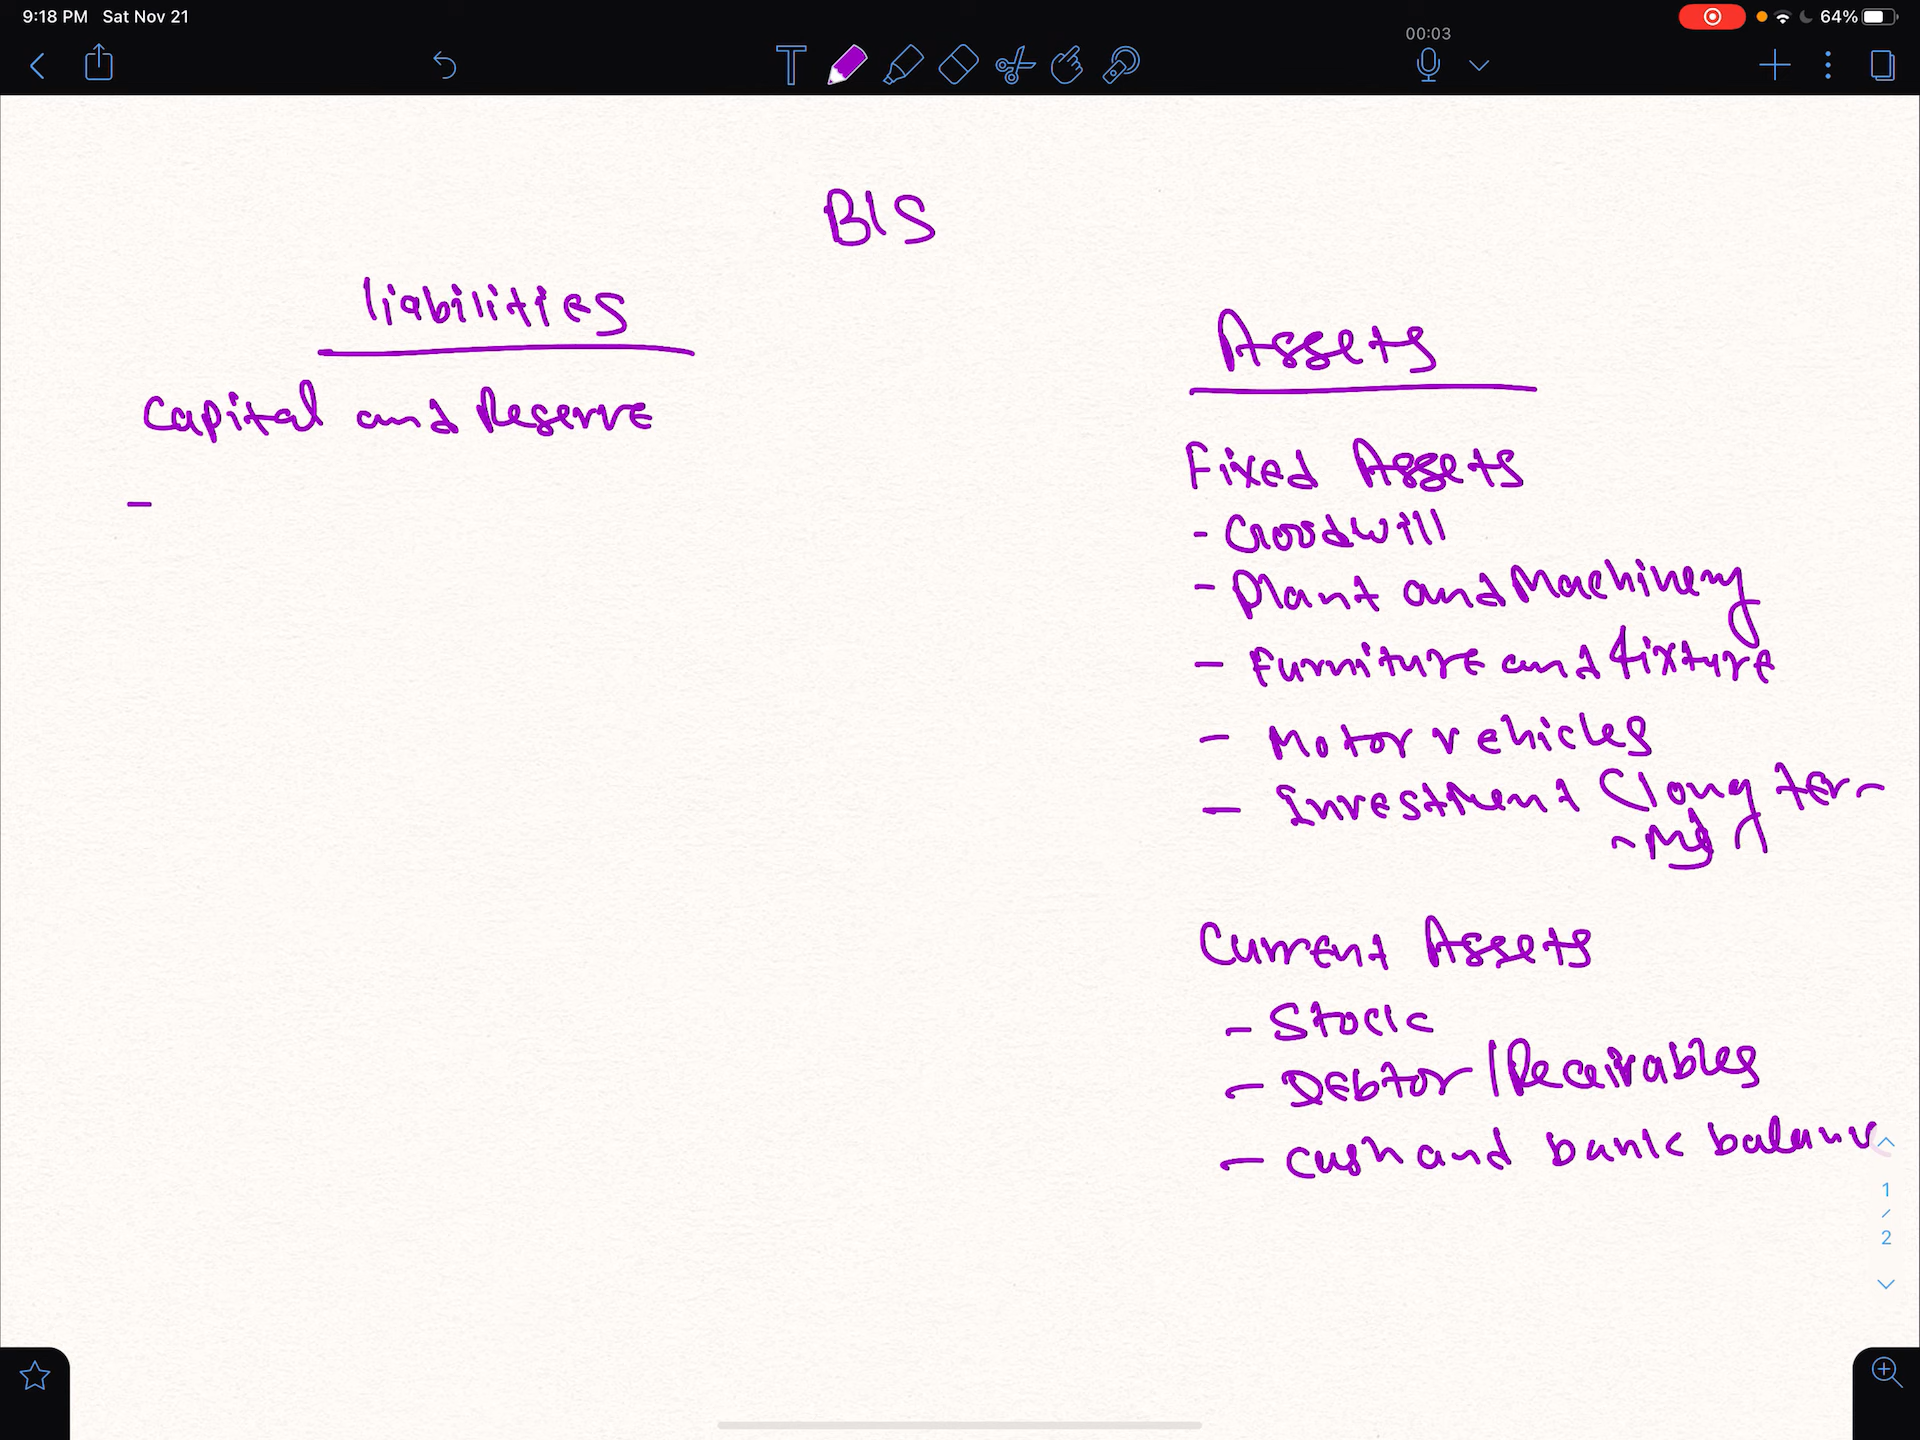 9:18 PM Sat Nov 21
64%
00:03
T
B/S
liabilities
Capital and Reserve
-
Assets
Fixed Assets
- Goodwill
- Plant and Machinery
- Furniture and fixture
- Motor vehicles
- Investment (long ter-
-m)
Current Assets
- Stock
- Debtor/Receivables
- cash and bank balance
1
/
2